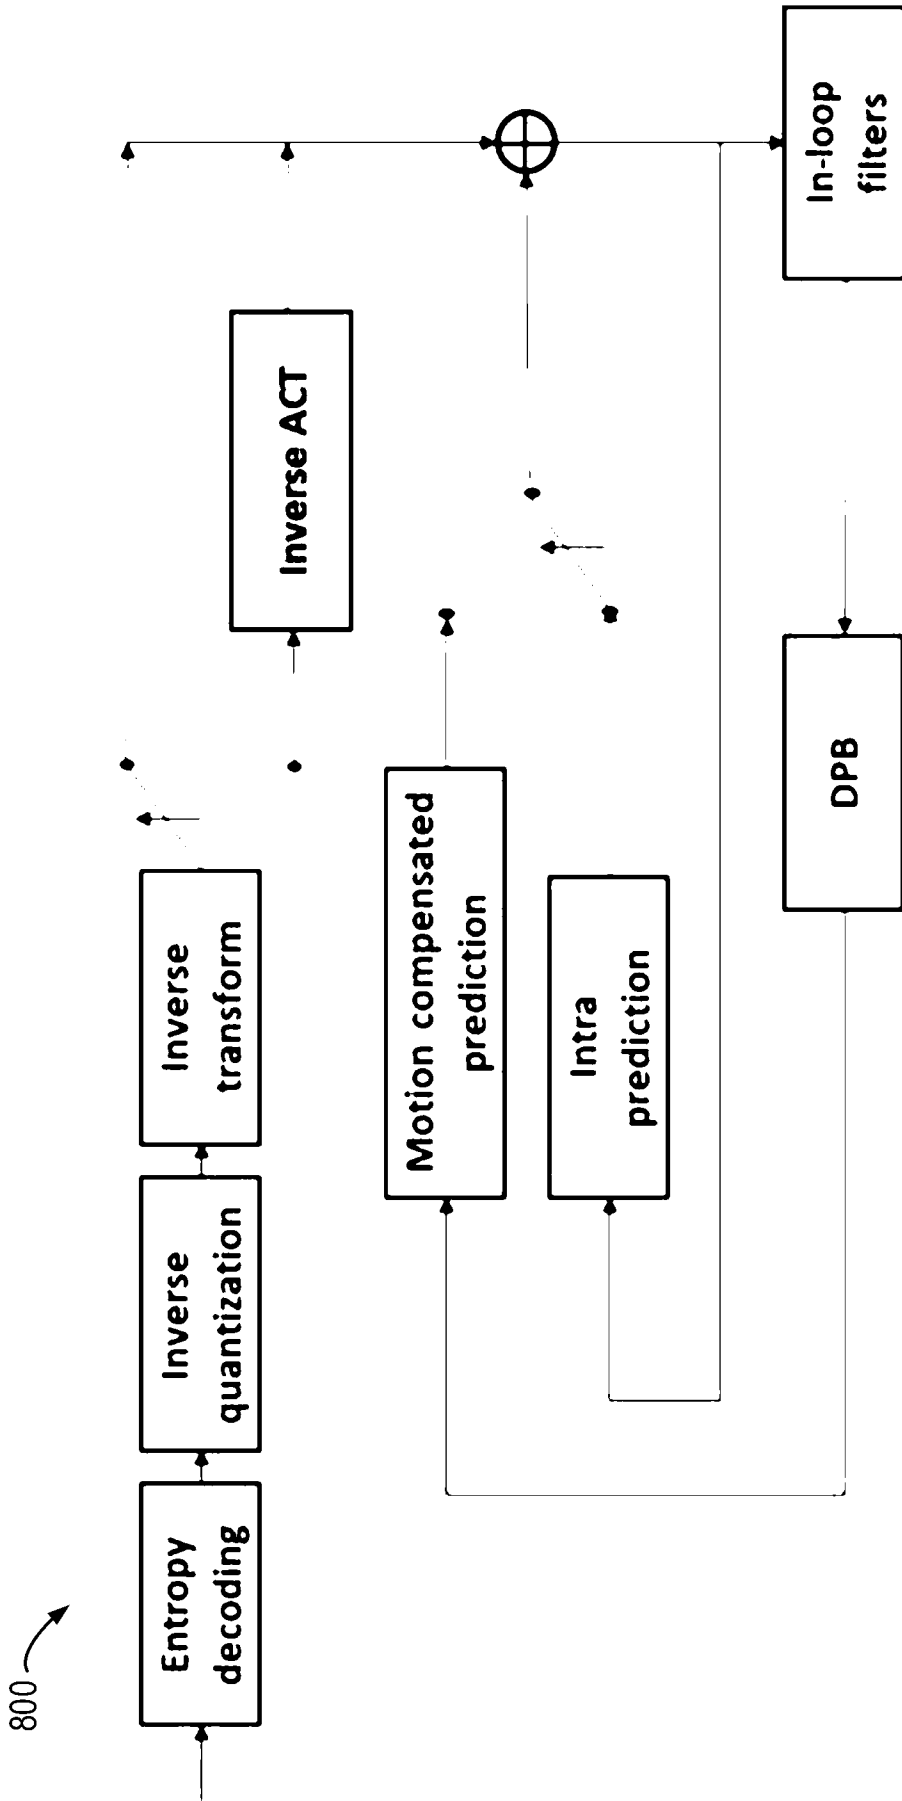 800
Entropy
decoding
Inverse
quantization
Inverse
transform
Inverse ACT
Motion compensated
prediction
Intra
prediction
In-loop
filters
DPB